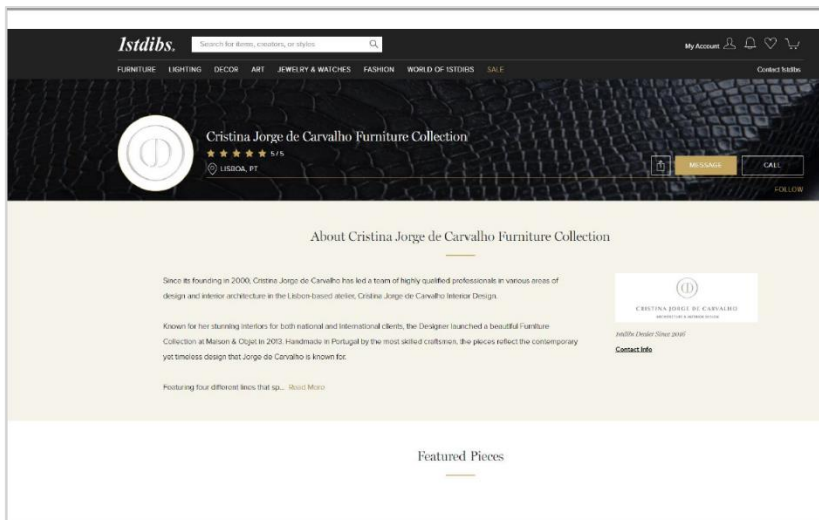 1stdibs.
Search for items, creators, or styles
My Account
FURNITURE LIGHTING DECOR ART JEWELRY & WATCHES FASHION WORLD OF 1STDIBS SALE
Contact 1stdibs
Cristina Jorge de Carvalho Furniture Collection
5/5
LISBOA, PT
MESSAGE
CALL
FOLLOW
About Cristina Jorge de Carvalho Furniture Collection
Since its founding in 2000, Cristina Jorge de Carvalho has led a team of highly qualified professionals in various areas of
design and interior architecture in the Lisbon-based atelier, Cristina Jorge de Carvalho Interior Design.
Known for her stunning interiors for both national and international clients, the Designer launched a beautiful Furniture
Collection at Maison & Objet in 2013. Handmade in Portugal by the most skilled craftsmen, the pieces reflect the contemporary
yet timeless design that Jorge de Carvalho is known for.
Featuring four different lines that sp... Read More
CRISTINA JORGE DE CARVALHO
ARCHITECTURE & INTERIOR DESIGN
1stdibs Dealer Since 2016
Contact Info
Featured Pieces